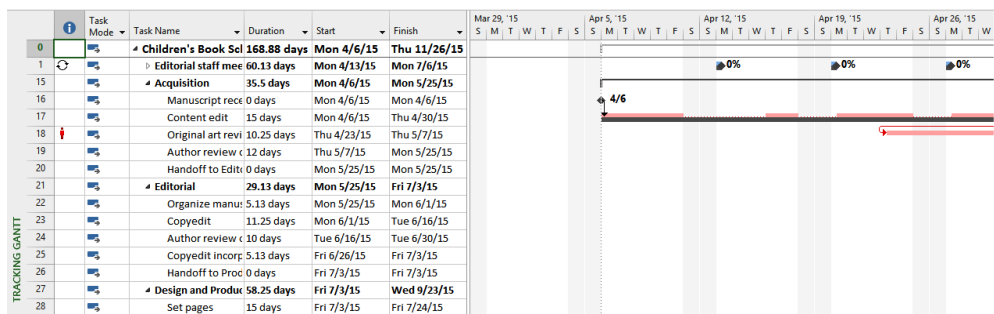 Mar 29, '15 Apr 5, '15 Apr 12, '15 Apr 19, '15 Apr 26, '15
Task Mode Task Name Duration Start Finish S M T W T F S S M T W T F S S M T W T F S S M T W T F S S M T W
0 Children's Book Scl 168.88 days Mon 4/6/15 Thu 11/26/15
1 Editorial staff mee 60.13 days Mon 4/13/15 Mon 7/6/15 0% 0% 0%
15 Acquisition 35.5 days Mon 4/6/15 Mon 5/25/15
16 Manuscript rece 0 days Mon 4/6/15 Mon 4/6/15 4/6
17 Content edit 15 days Mon 4/6/15 Thu 4/30/15
18 Original art revi 10.25 days Thu 4/23/15 Thu 5/7/15
19 Author review c 12 days Thu 5/7/15 Mon 5/25/15
20 Handoff to Edito 0 days Mon 5/25/15 Mon 5/25/15
21 Editorial 29.13 days Mon 5/25/15 Fri 7/3/15
22 Organize manus 5.13 days Mon 5/25/15 Mon 6/1/15
23 Copyedit 11.25 days Mon 6/1/15 Tue 6/16/15
24 Author review c 10 days Tue 6/16/15 Tue 6/30/15
25 Copyedit incorp 5.13 days Fri 6/26/15 Fri 7/3/15
26 Handoff to Prod 0 days Fri 7/3/15 Fri 7/3/15
27 Design and Produc 58.25 days Fri 7/3/15 Wed 9/23/15
28 Set pages 15 days Fri 7/3/15 Fri 7/24/15
TRACKING GANTT